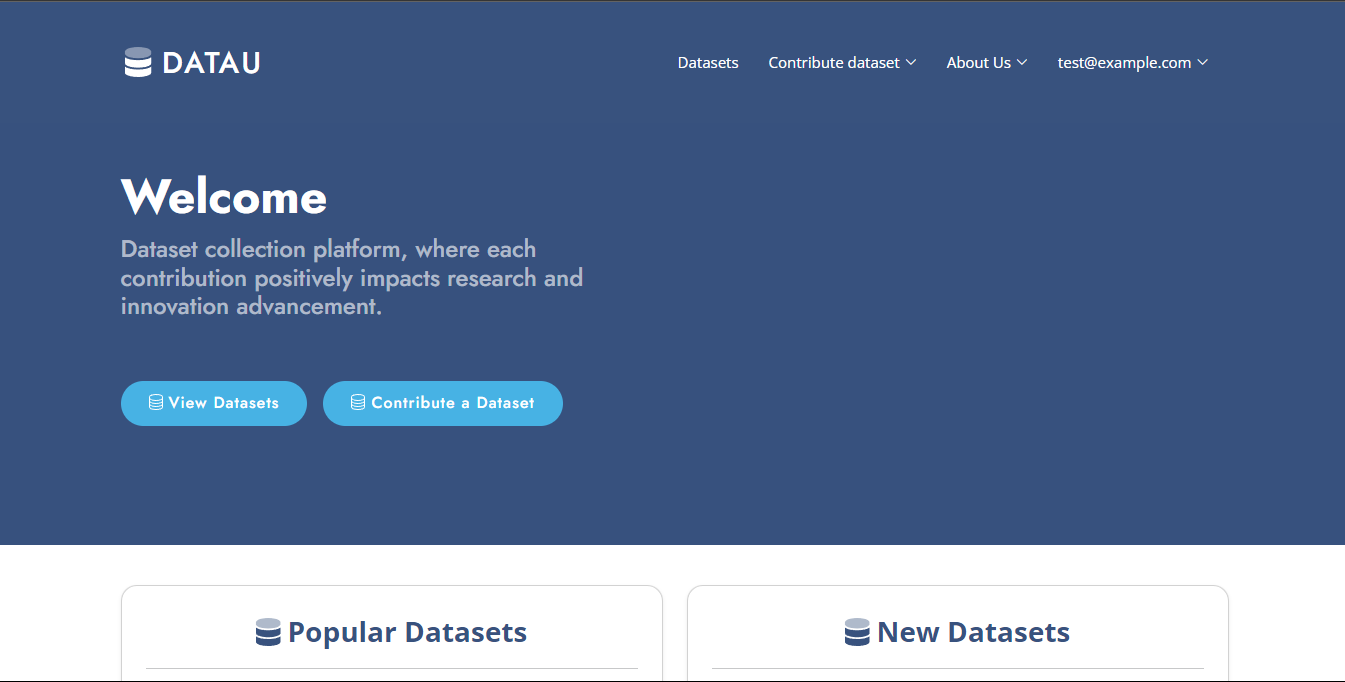 DATAU
Datasets
Contribute dataset
About Us
test@example.com
Welcome
Dataset collection platform, where each
contribution positively impacts research and
innovation advancement.
View Datasets
Contribute a Dataset
Popular Datasets
New Datasets